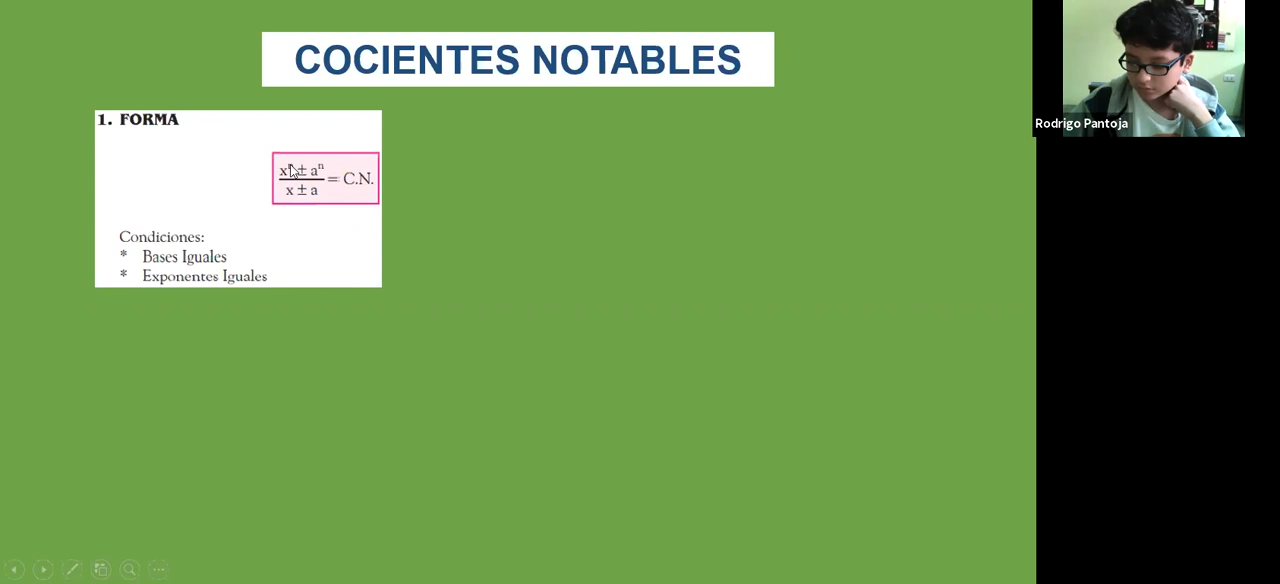 COCIENTES NOTABLES
1. FORMA
xⁿ ± aⁿ
x ± a
= C.N.
Condiciones:
* Bases Iguales
* Exponentes Iguales
Rodrigo Pantoja